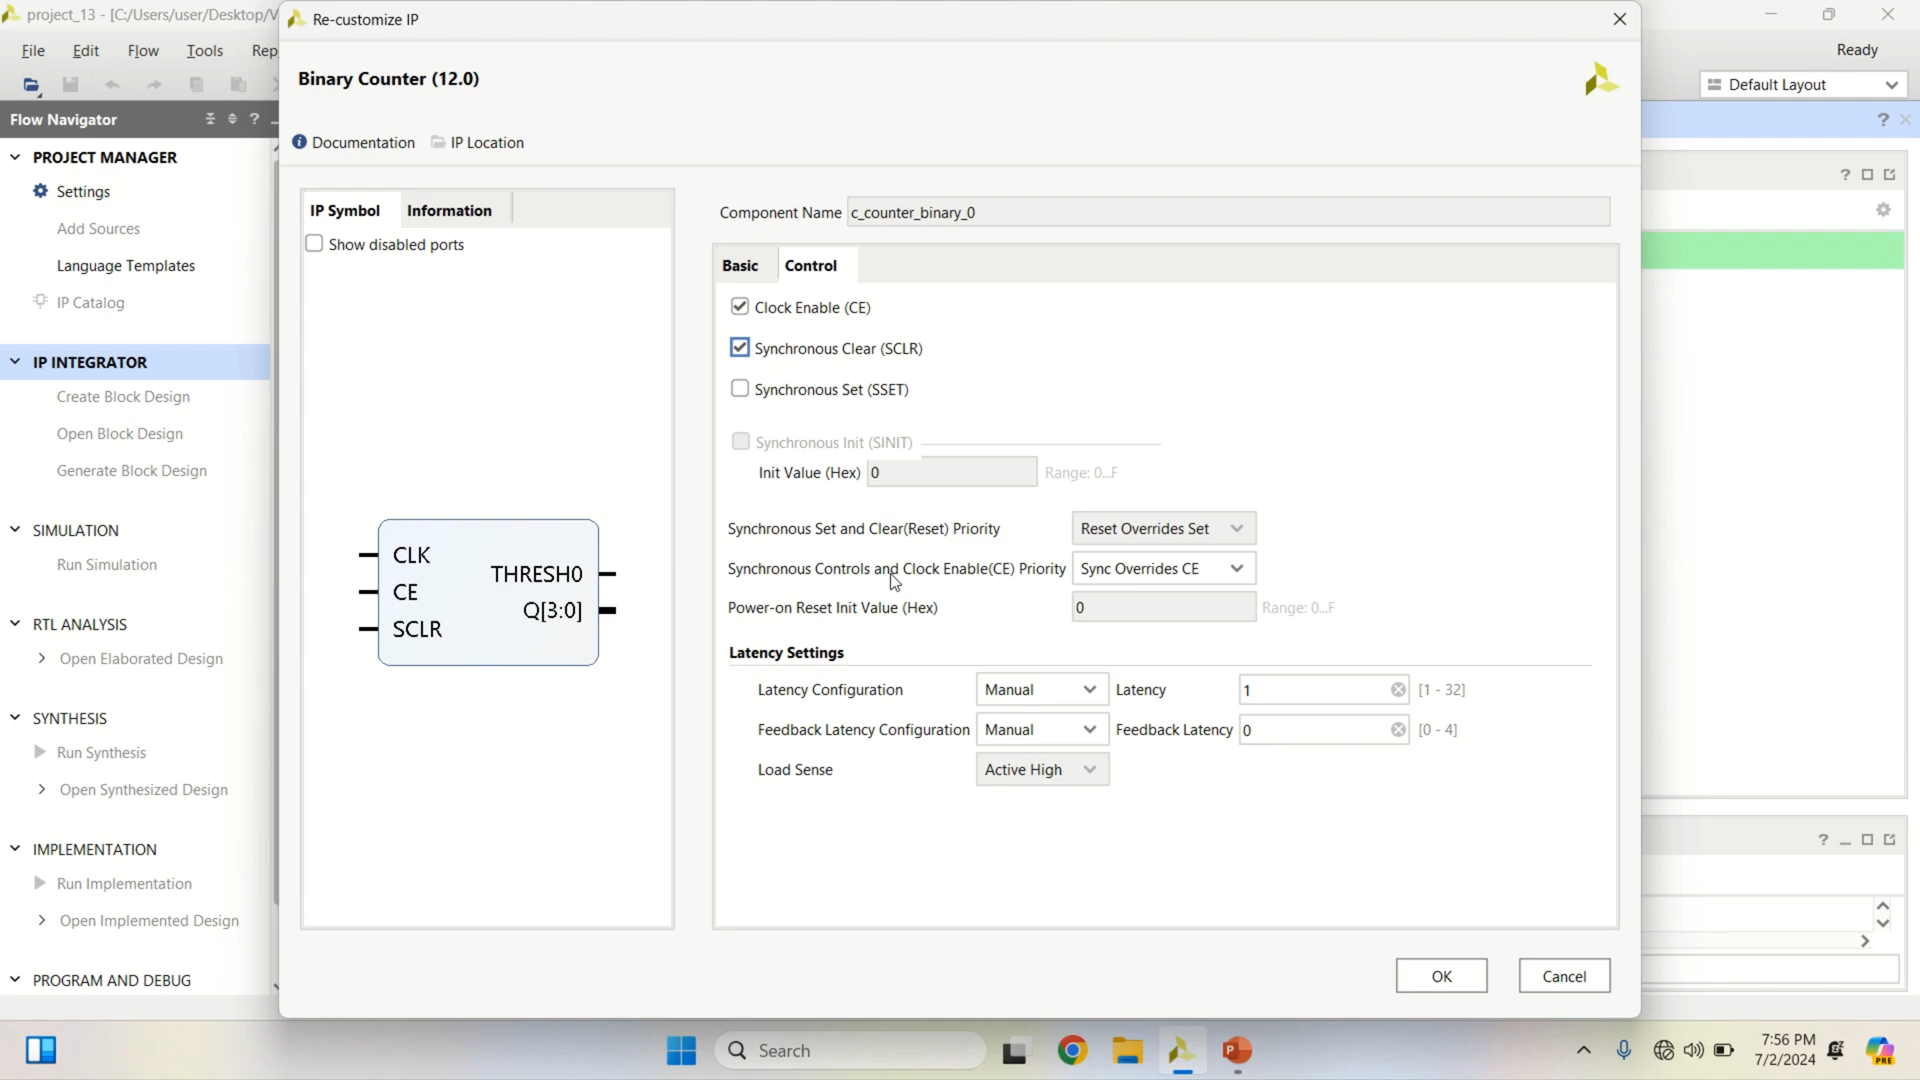 project_13 - [C:/Users/user/Desktop/V
Re-customize IP
File Edit Flow Tools Rep
Ready
Binary Counter (12.0)
Default Layout
Flow Navigator
?
?
Documentation IP Location
PROJECT MANAGER
Settings
?
IP Symbol Information
Component Name c_counter_binary_0
Add Sources
Show disabled ports
Language Templates
Basic Control
IP Catalog
Clock Enable (CE)
Synchronous Clear (SCLR)
IP INTEGRATOR
Create Block Design
Synchronous Set (SSET)
Open Block Design
Synchronous Init (SINIT)
Generate Block Design
Init Value (Hex) 0 Range: 0...F
SIMULATION
Synchronous Set and Clear(Reset) Priority Reset Overrides Set
Run Simulation
Synchronous Controls and Clock Enable(CE) Priority Sync Overrides CE
CLK
THRESH0
CE
Q[3:0]
SCLR
Power-on Reset Init Value (Hex) 0 Range: 0...F
RTL ANALYSIS
Open Elaborated Design
Latency Settings
Latency Configuration Manual Latency 1 [1 - 32]
SYNTHESIS
Feedback Latency Configuration Manual Feedback Latency 0 [0 - 4]
Run Synthesis
Load Sense Active High
Open Synthesized Design
IMPLEMENTATION
?
Run Implementation
Open Implemented Design
PROGRAM AND DEBUG
OK Cancel
Search
7:56 PM
7/2/2024
PRE